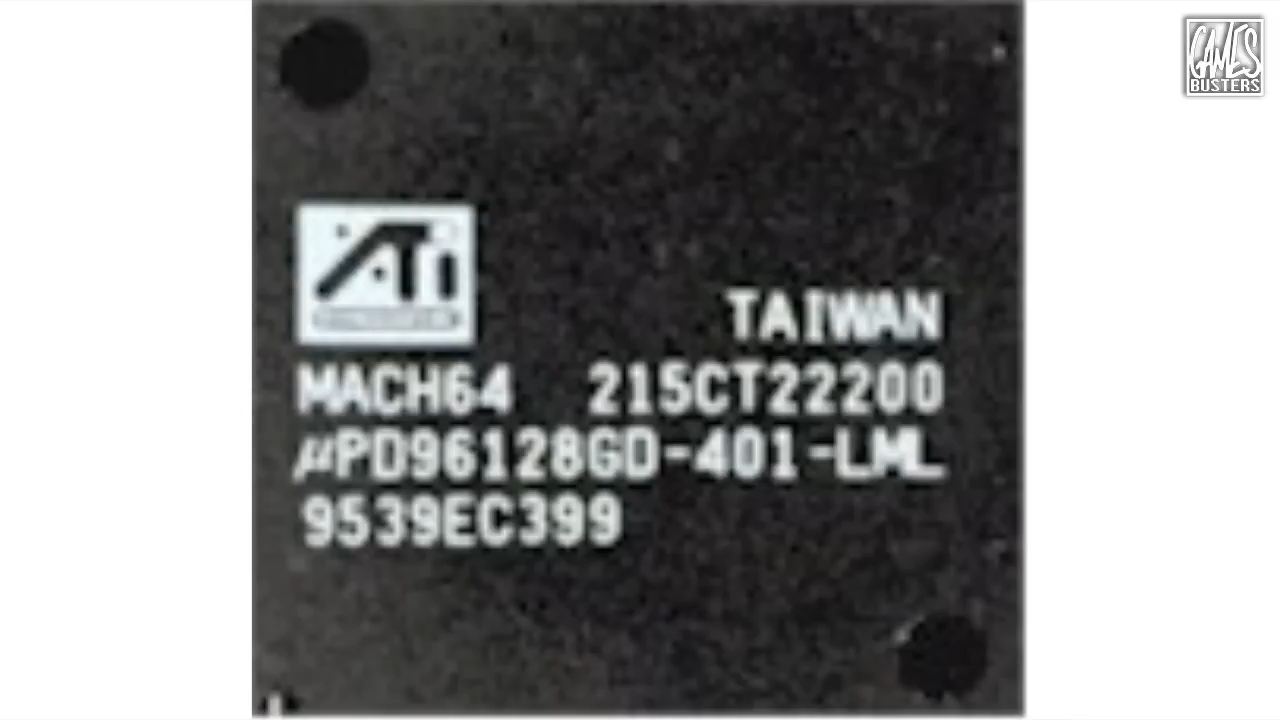 GAMES
BUSTERS
ATi
TAIWAN
MACH64 215CT22200
µPD96128GD-401-LML
9539EC399